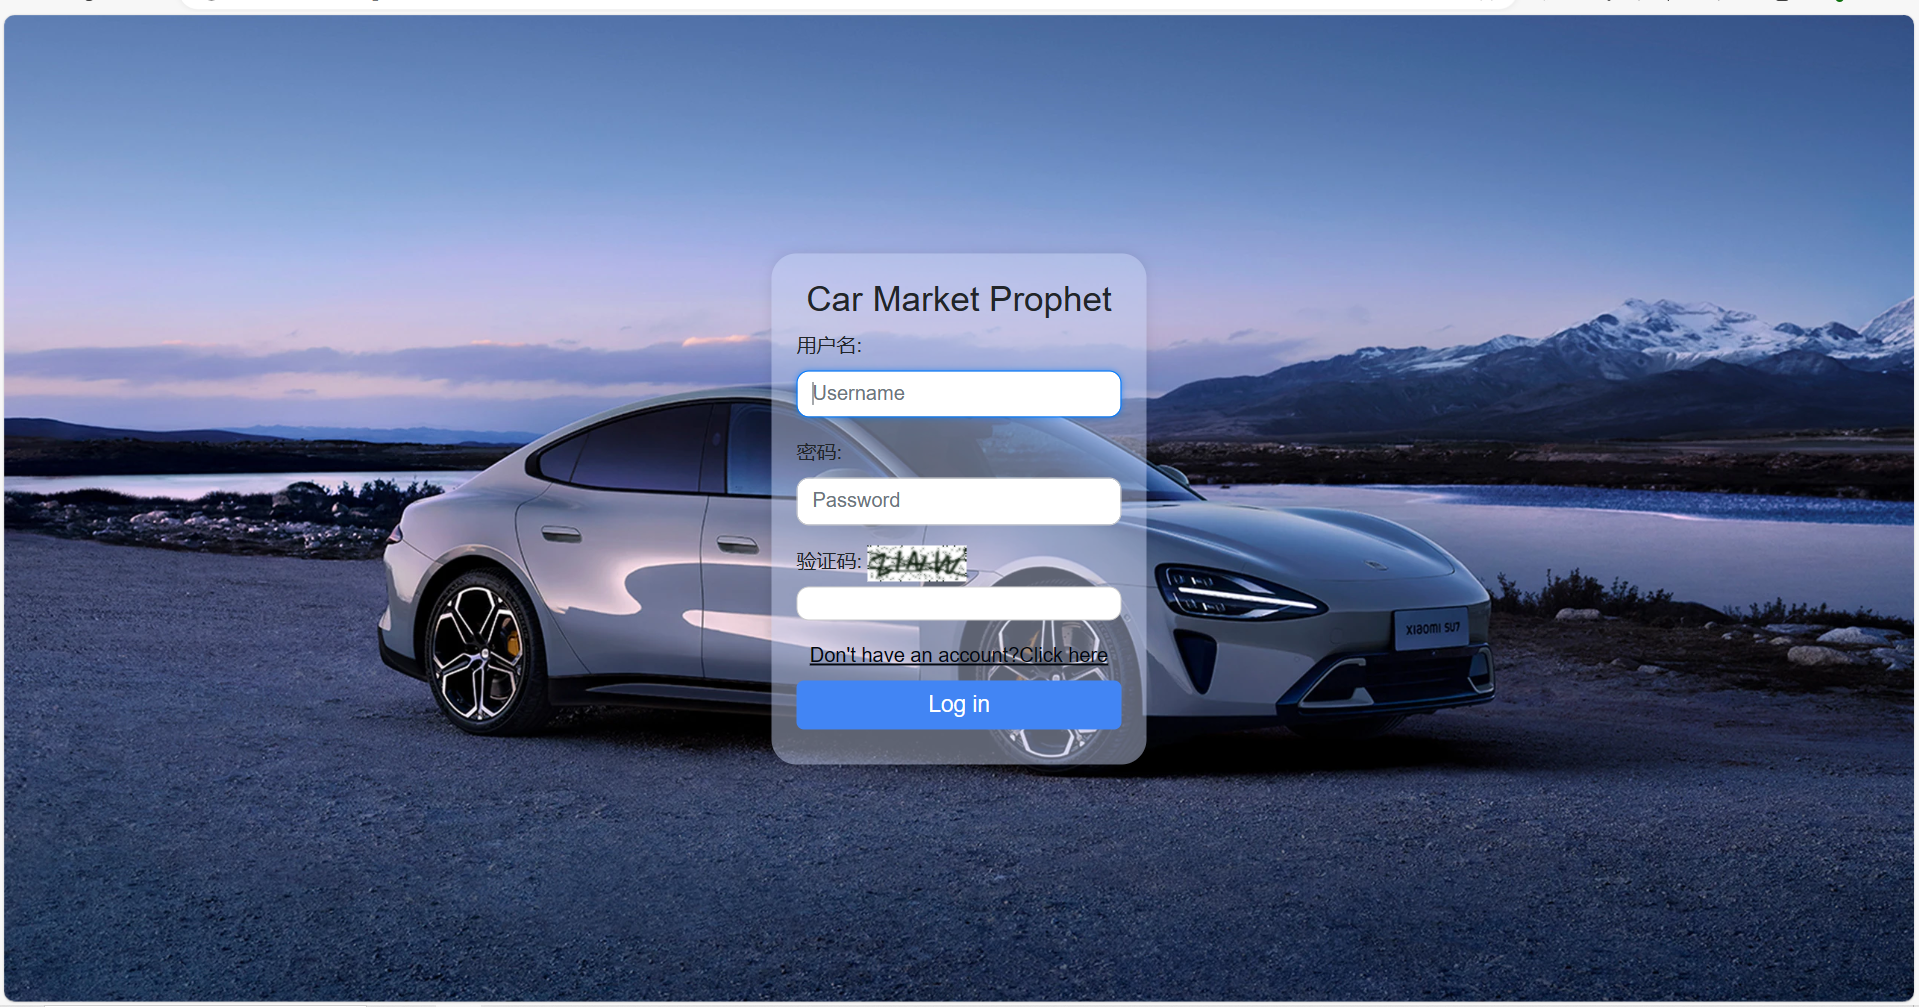 Car Market Prophet
用户名:
Username
密码:
Password
验证码:
Don't have an account?Click here
Log in
xiaomi SU7